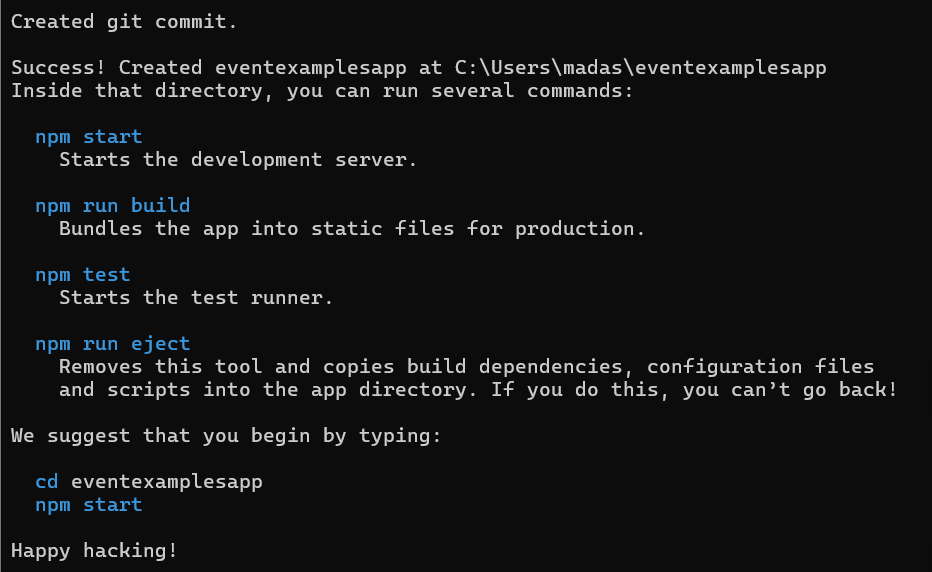 Created git commit.
Success! Created eventexamplesapp at C:\Users\madas\eventexamplesapp
Inside that directory, you can run several commands:
npm start
Starts the development server.
npm run build
Bundles the app into static files for production.
npm test
Starts the test runner.
npm run eject
Removes this tool and copies build dependencies, configuration files
and scripts into the app directory. If you do this, you can’t go back!
We suggest that you begin by typing:
cd eventexamplesapp
npm start
Happy hacking!